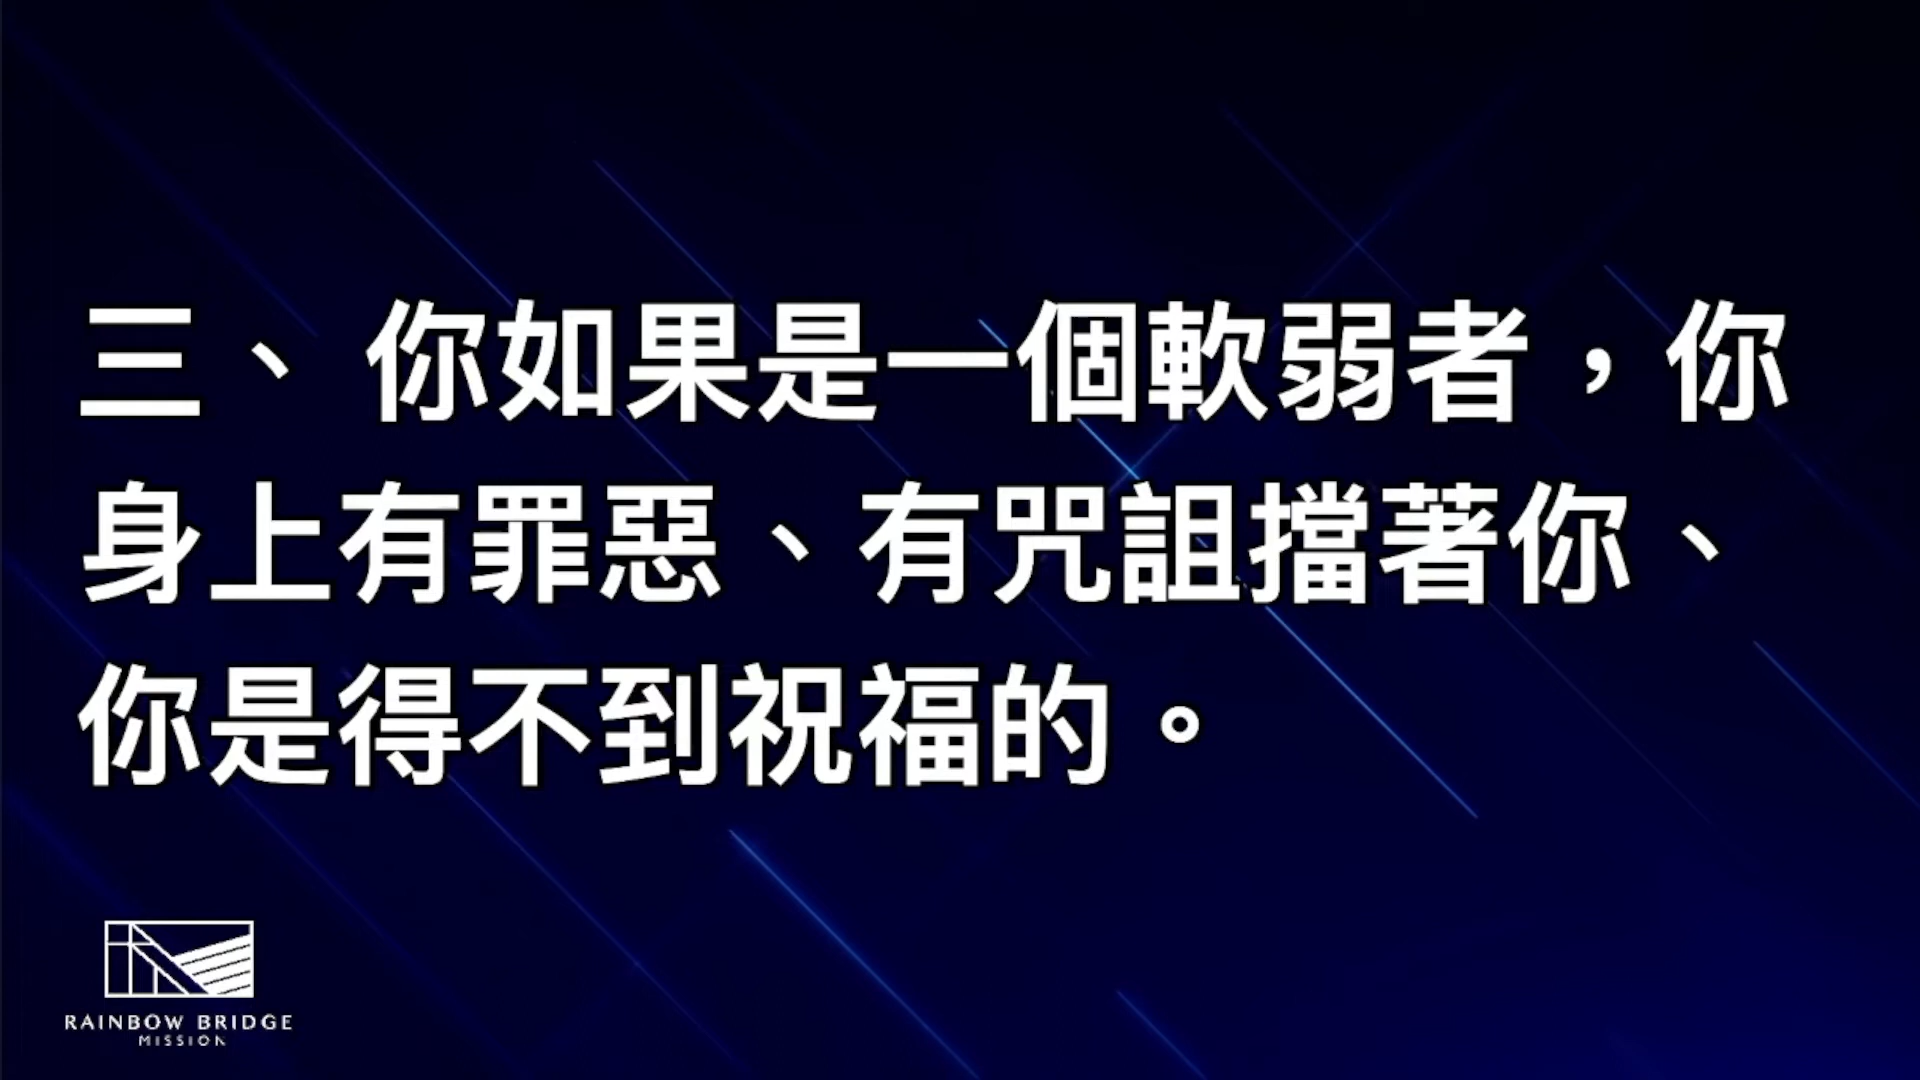 三、 你如果是一個軟弱者，你
身上有罪惡、有咒詛擋著你、
你是得不到祝福的。
RAINBOW BRIDGE
MISSION